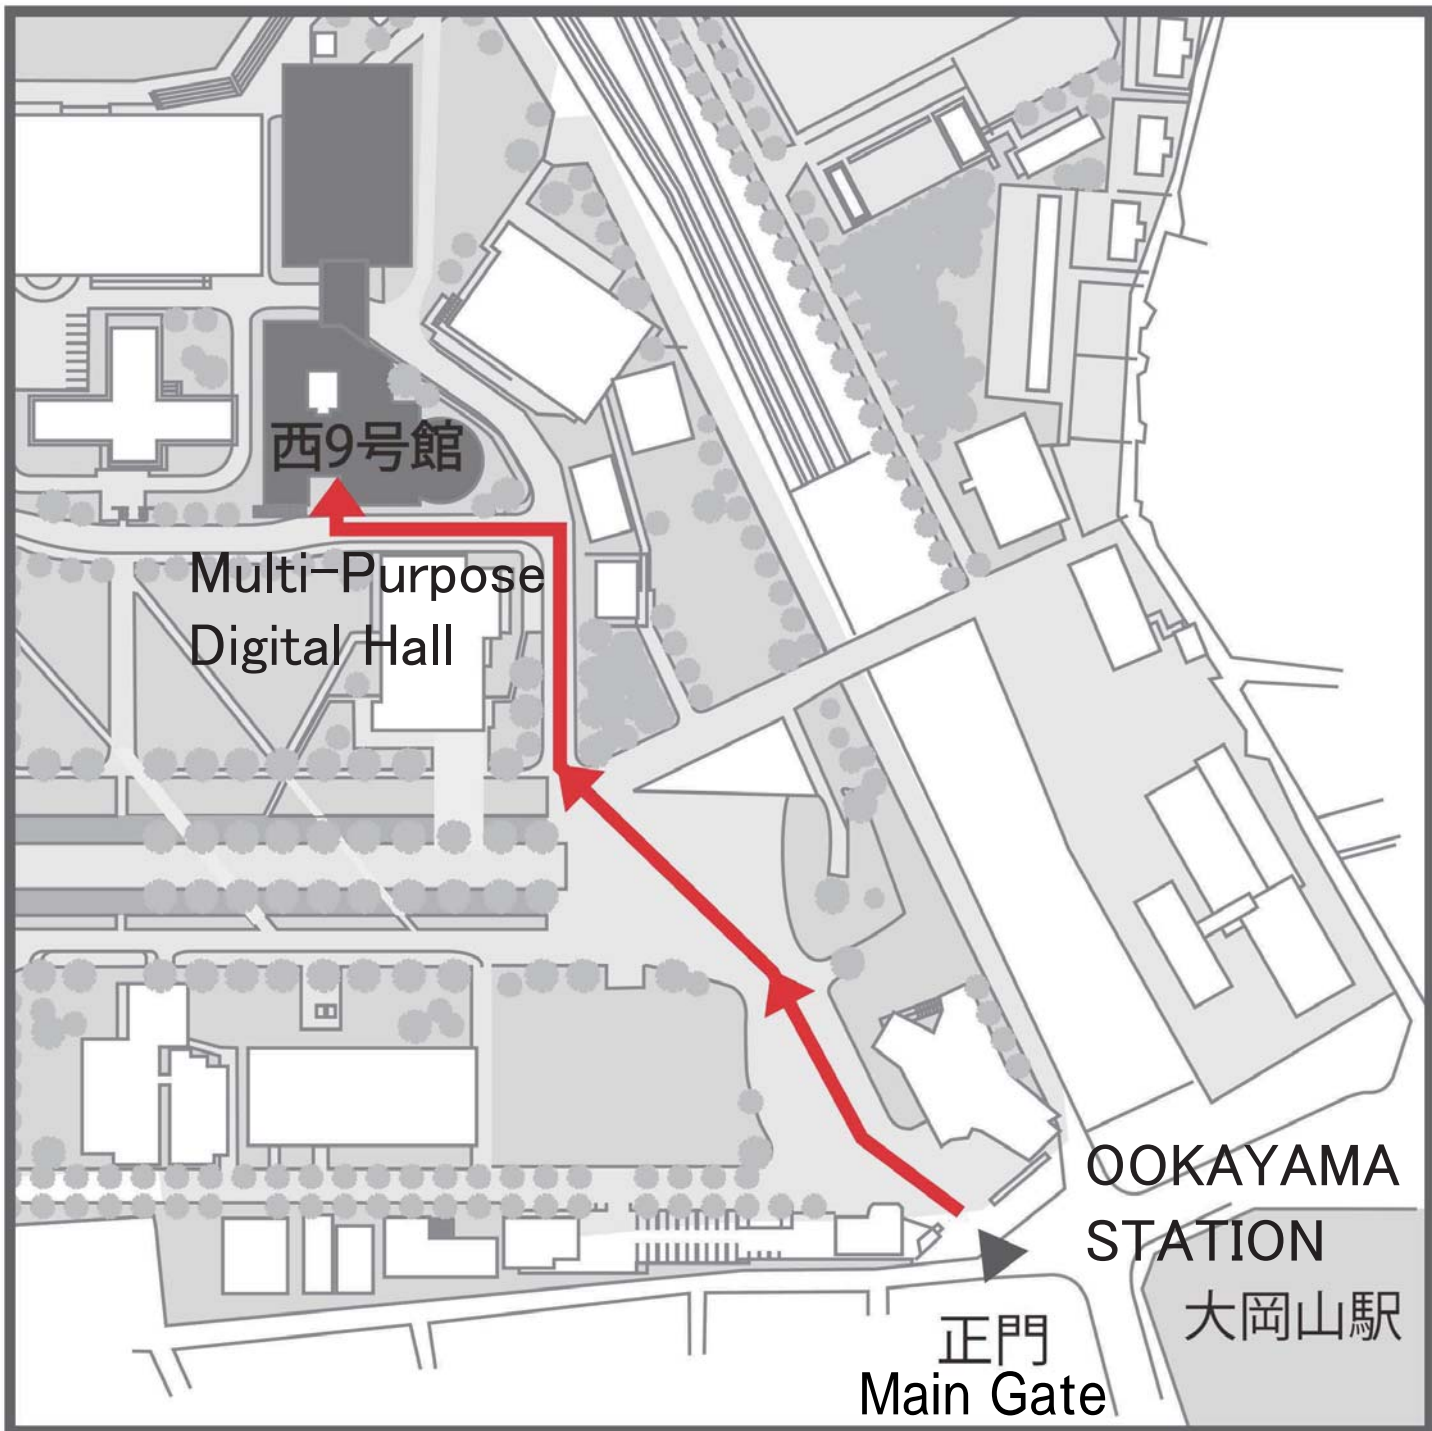 西9号館
Multi-Purpose
Digital Hall
OOKAYAMA
STATION
大岡山駅
正門
Main Gate